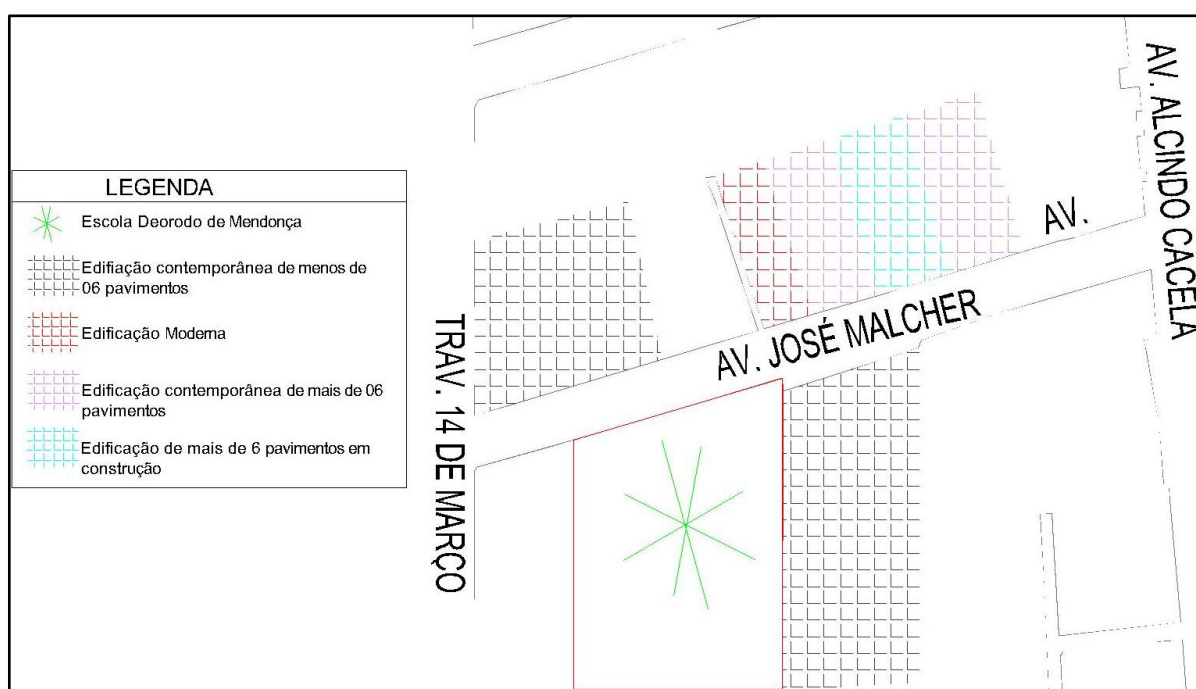 LEGENDA
Escola Deorodo de Mendonça
Edifiação contemporânea de menos de
06 pavimentos
Edificação Moderna
Edificação contemporânea de mais de 06
pavimentos
Edificação de mais de 6 pavimentos em
construção
TRAV. 14 DE MARÇO
AV. JOSÉ MALCHER
AV.
AV. ALCINDO CACELA